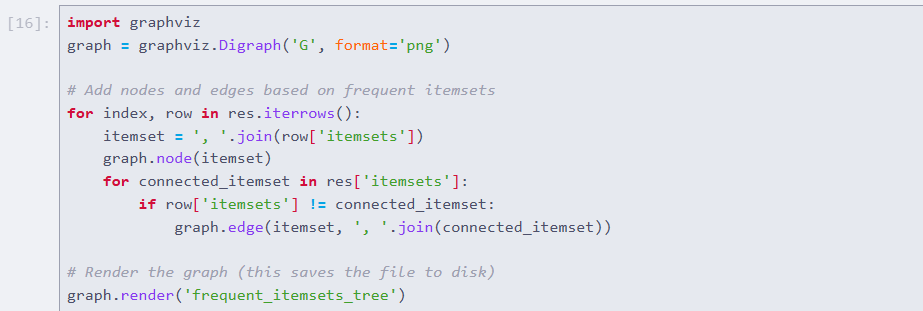 [16]:
import graphviz
graph = graphviz.Digraph('G', format='png')
# Add nodes and edges based on frequent itemsets
for index, row in res.iterrows():
    itemset = ', '.join(row['itemsets'])
    graph.node(itemset)
    for connected_itemset in res['itemsets']:
        if row['itemsets'] != connected_itemset:
            graph.edge(itemset, ', '.join(connected_itemset))
# Render the graph (this saves the file to disk)
graph.render('frequent_itemsets_tree')